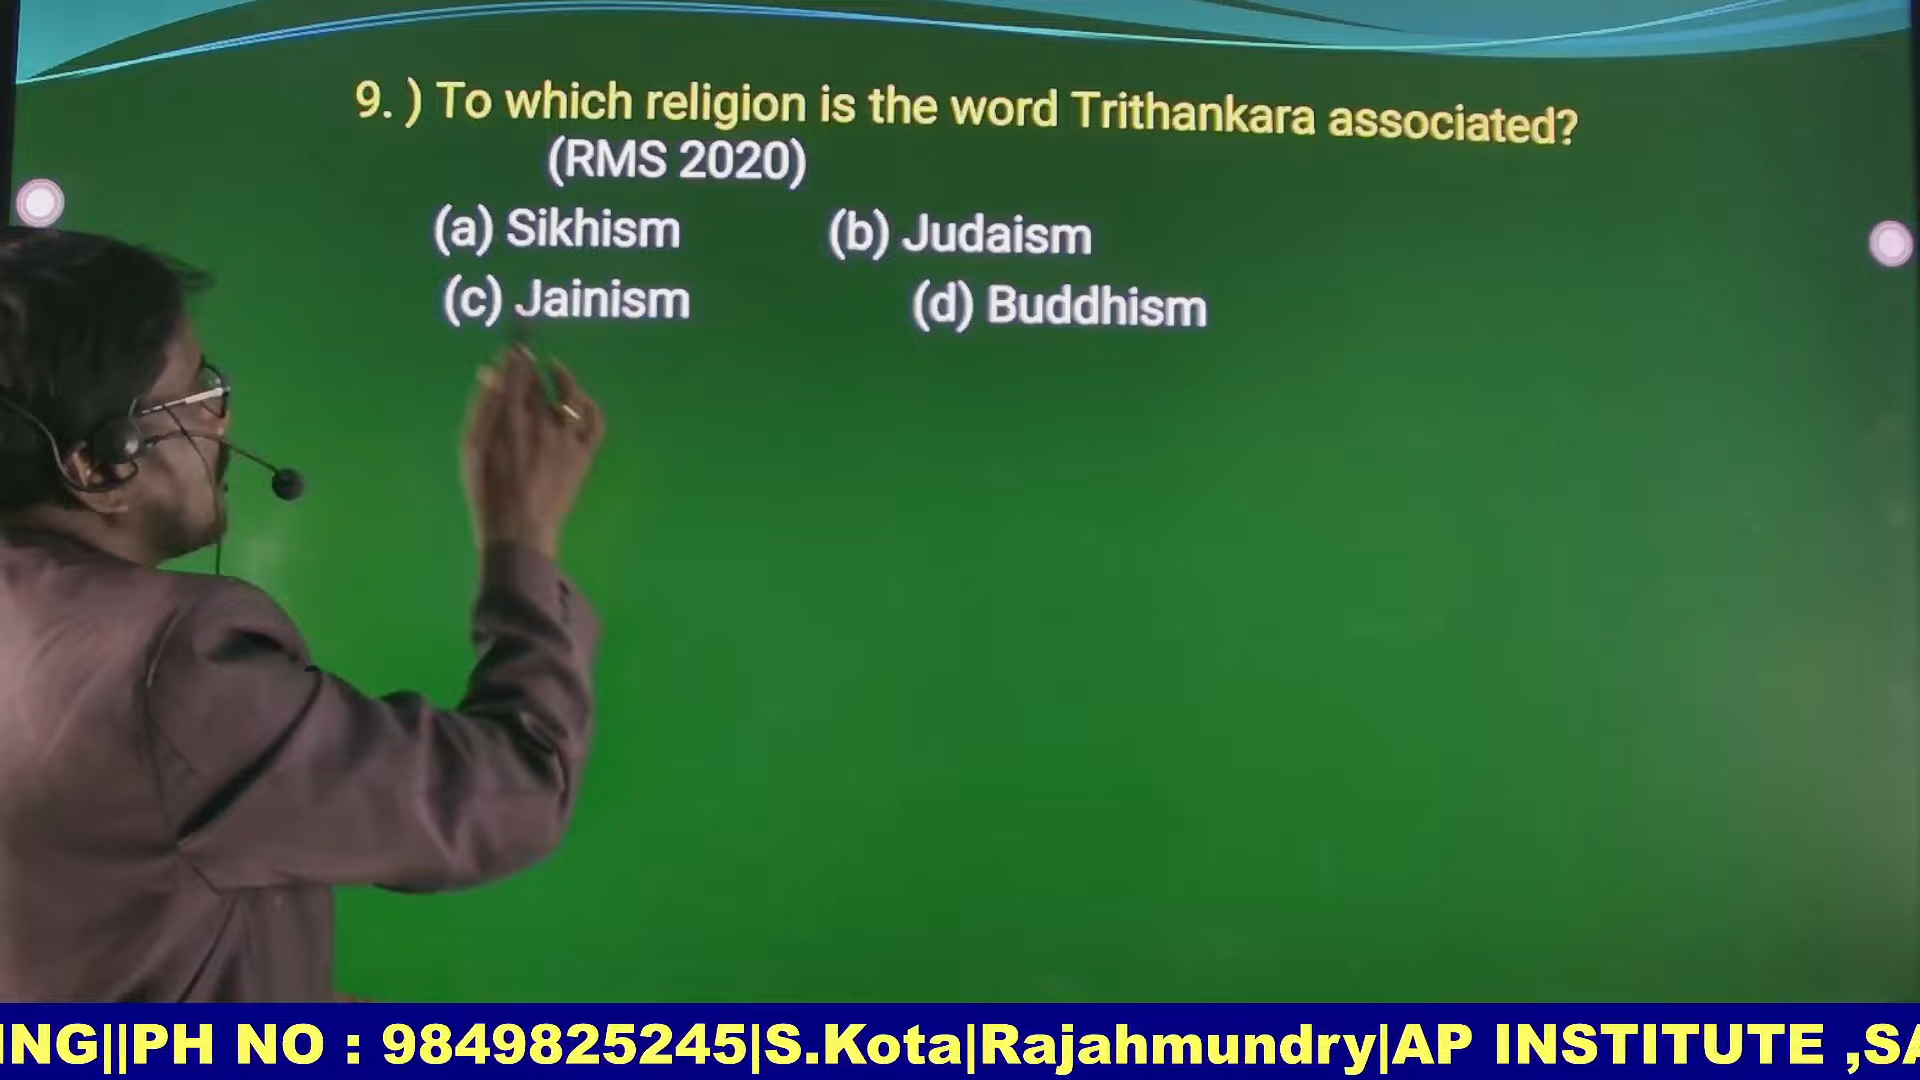 9. ) To which religion is the word Trithankara associated?
(RMS 2020)
(a) Sikhism (b) Judaism
(c) Jainism (d) Buddhism
ING||PH NO : 9849825245|S.Kota|Rajahmundry|AP INSTITUTE ,SA